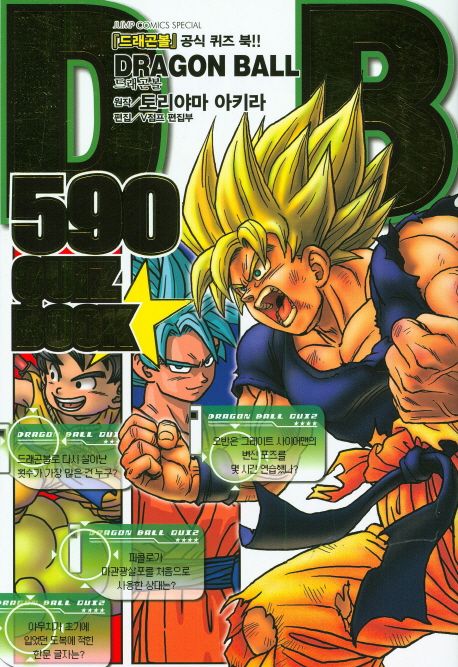 JUMP COMICS SPECIAL
『드래곤볼』 공식 퀴즈 북!!
DRAGON BALL
드래곤볼
원작/토리야마 아키라
편집/V점프 편집부
DB
590
QUIZ
BOOK
DRAGON BALL QUIZ
오반은 그레이트 사이어맨의
변신 포즈를
몇 시간 연습했나?
DRAGO BALL QUIZ
드래곤볼로 다시 살아난
횟수가 가장 많은 건 누구?
DRAGON BALL QUIZ
피콜로가
마관광살포를 처음으로
사용한 상대는?
DRAGON BALL QUIZ
야무치가 초기에
입었던 도복에 적힌
한문 글자는?